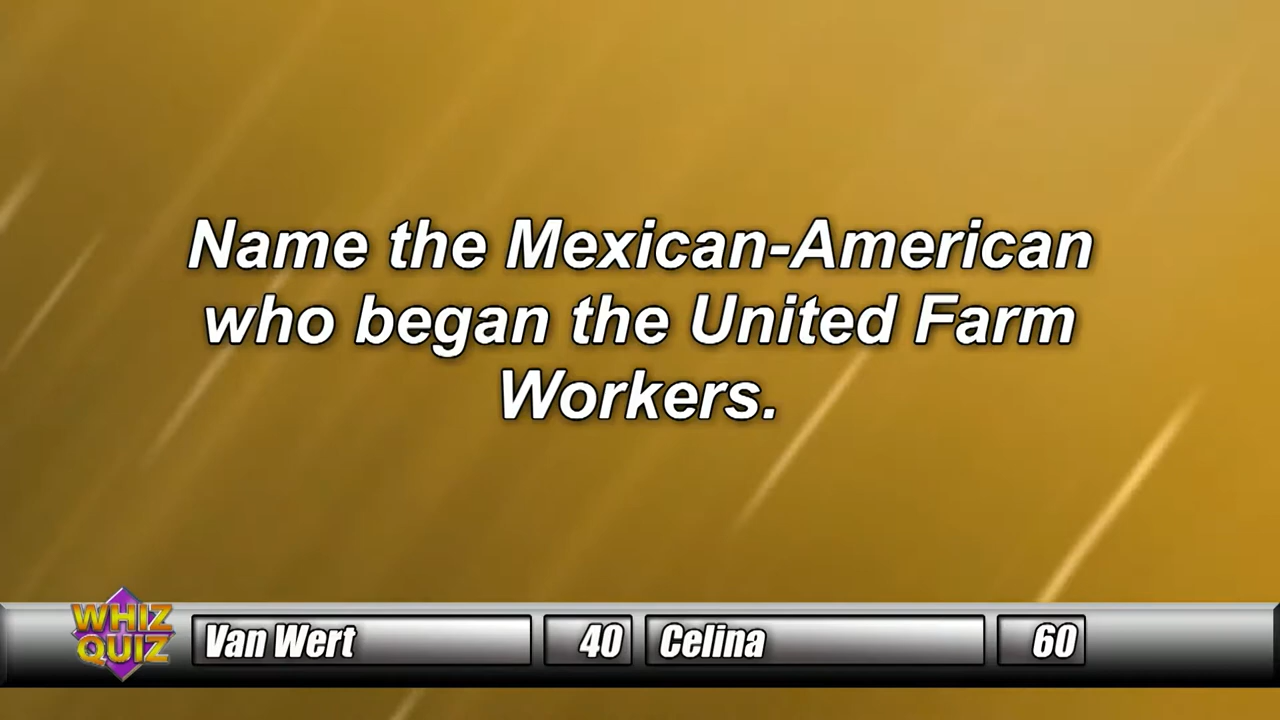 Name the Mexican-American
who began the United Farm
Workers.
WHIZ
QUIZ
Van Wert 40 Celina 60